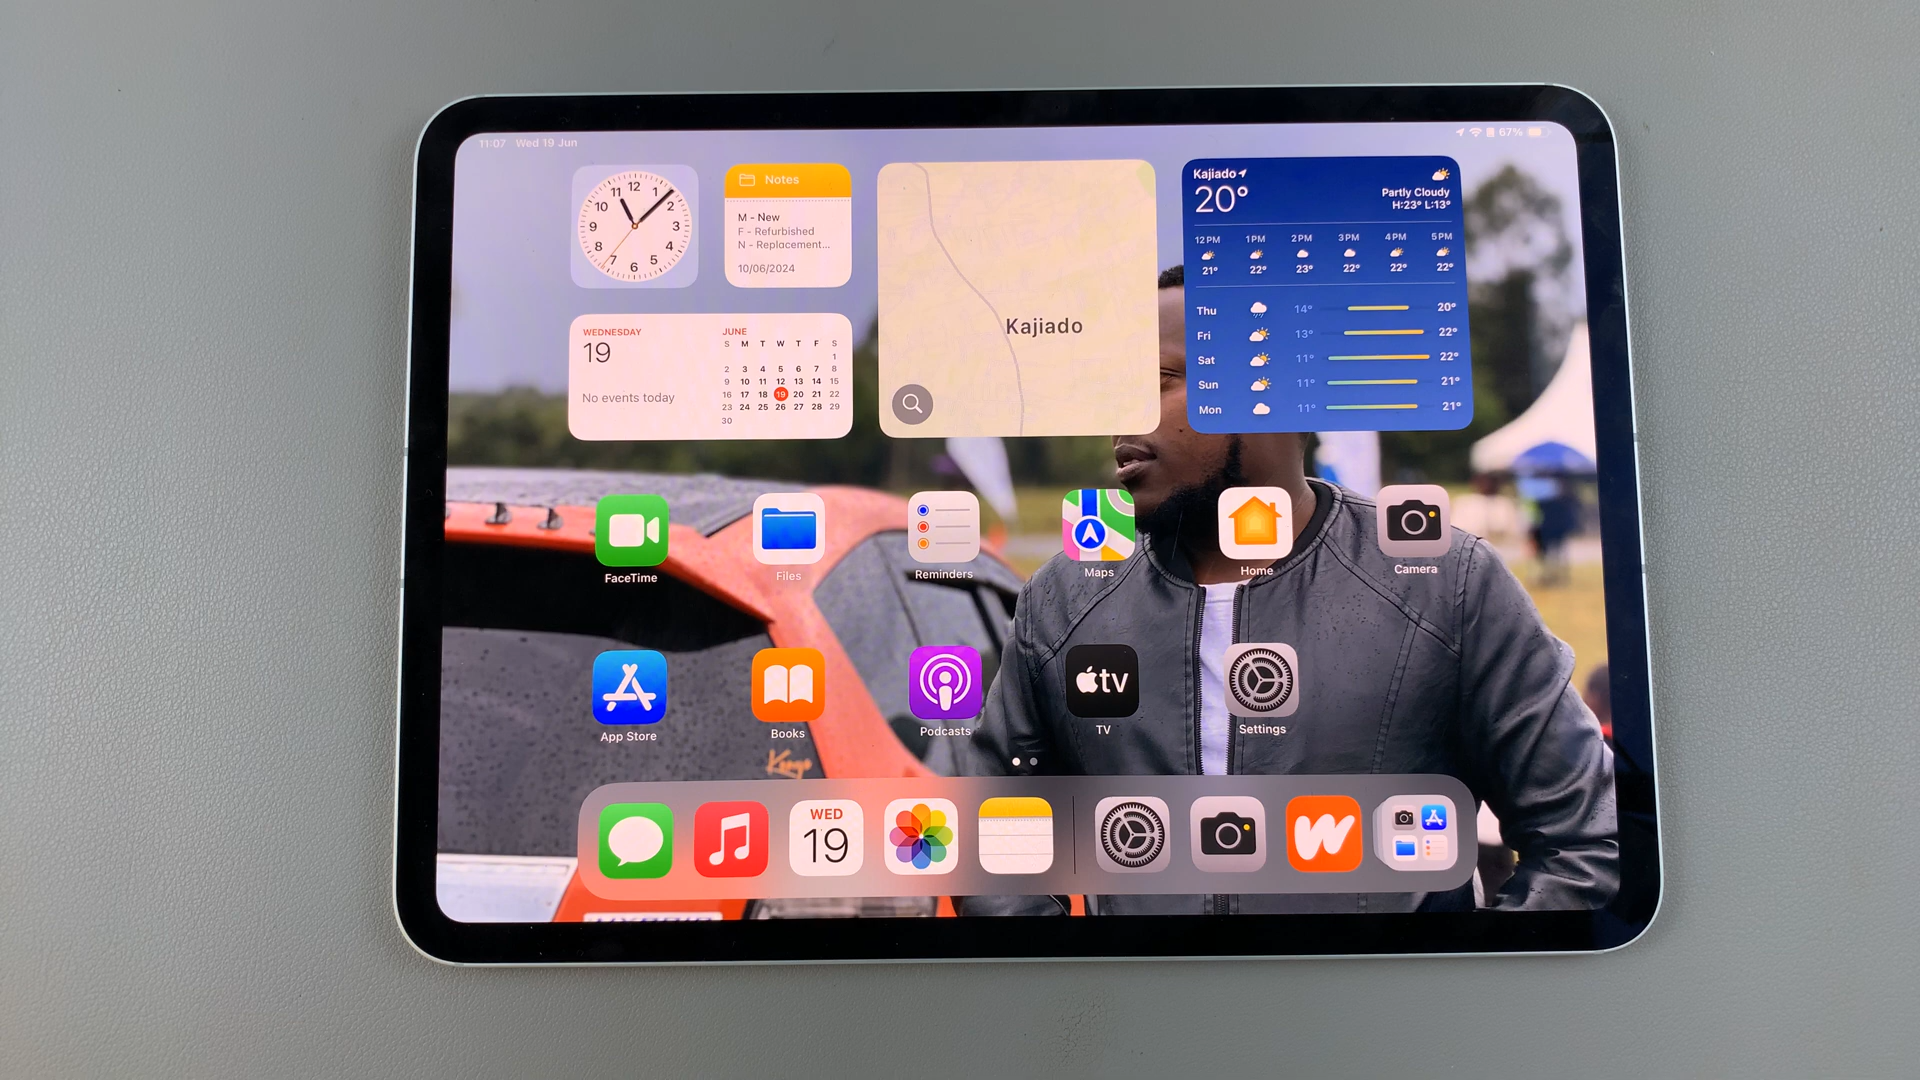 11:07 Wed 19 Jun
67%
12
1
2
3
4
5
6
7
8
9
10
11
Notes
M - New
F - Refurbished
N - Replacement...
10/06/2024
Kajiado
Kajiado
20°
Partly Cloudy
H:23° L:13°
12PM 1PM 2PM 3PM 4PM 5PM
21° 22° 23° 22° 22° 22°
Thu 14° 20°
Fri 13° 22°
Sat 11° 22°
Sun 11° 21°
Mon 11° 21°
WEDNESDAY
19
No events today
JUNE
S M T W T F S
1
2 3 4 5 6 7 8
9 10 11 12 13 14 15
16 17 18 19 20 21 22
23 24 25 26 27 28 29
30
FaceTime
Files
Reminders
Maps
Home
Camera
App Store
Books
Podcasts
tv
TV
Settings
Kenyo
WED
19